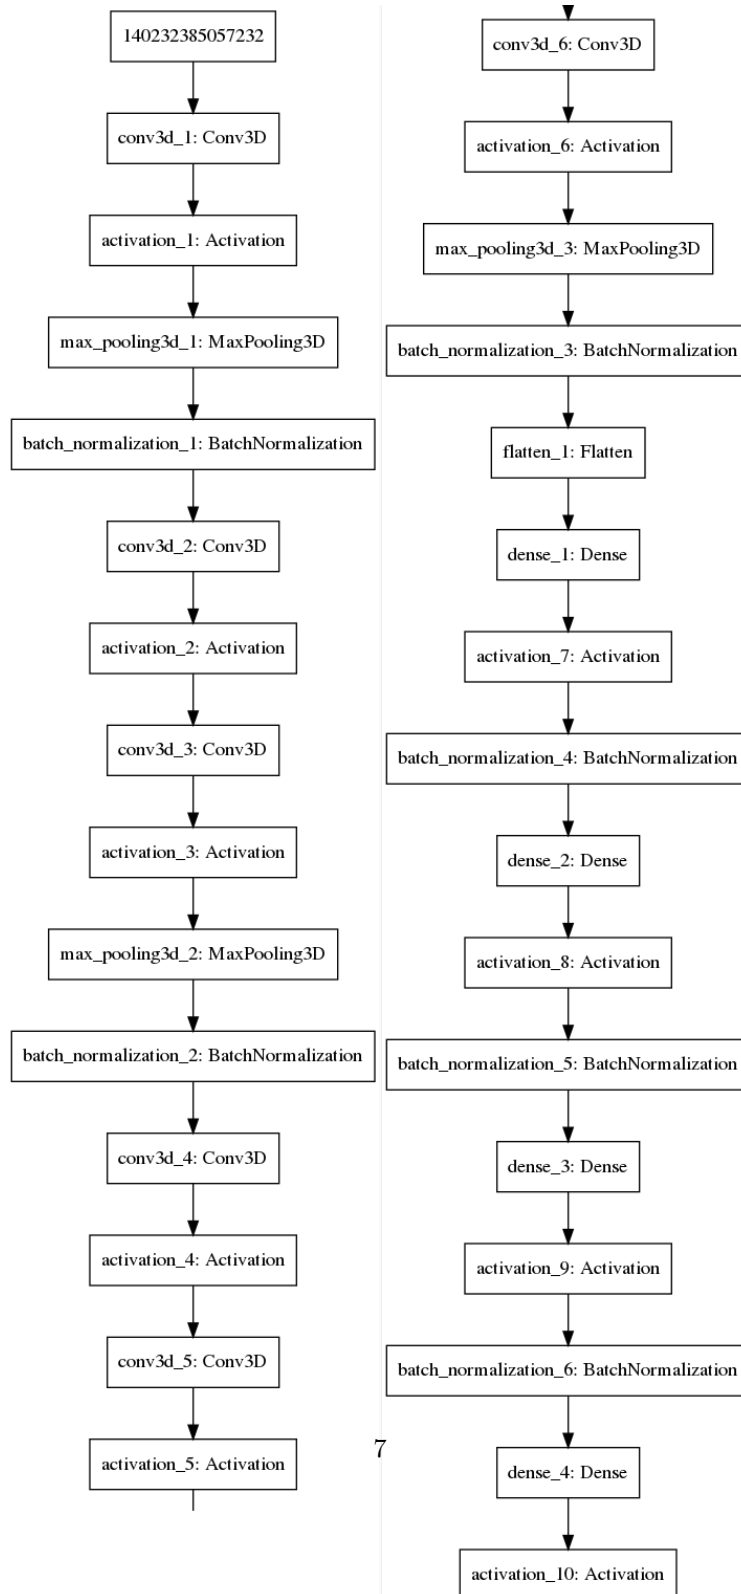 140232385057232
conv3d_1: Conv3D
activation_1: Activation
max_pooling3d_1: MaxPooling3D
batch_normalization_1: BatchNormalization
conv3d_2: Conv3D
activation_2: Activation
conv3d_3: Conv3D
activation_3: Activation
max_pooling3d_2: MaxPooling3D
batch_normalization_2: BatchNormalization
conv3d_4: Conv3D
activation_4: Activation
conv3d_5: Conv3D
activation_5: Activation
conv3d_6: Conv3D
activation_6: Activation
max_pooling3d_3: MaxPooling3D
batch_normalization_3: BatchNormalization
flatten_1: Flatten
dense_1: Dense
activation_7: Activation
batch_normalization_4: BatchNormalization
dense_2: Dense
activation_8: Activation
batch_normalization_5: BatchNormalization
dense_3: Dense
activation_9: Activation
batch_normalization_6: BatchNormalization
dense_4: Dense
activation_10: Activation
7